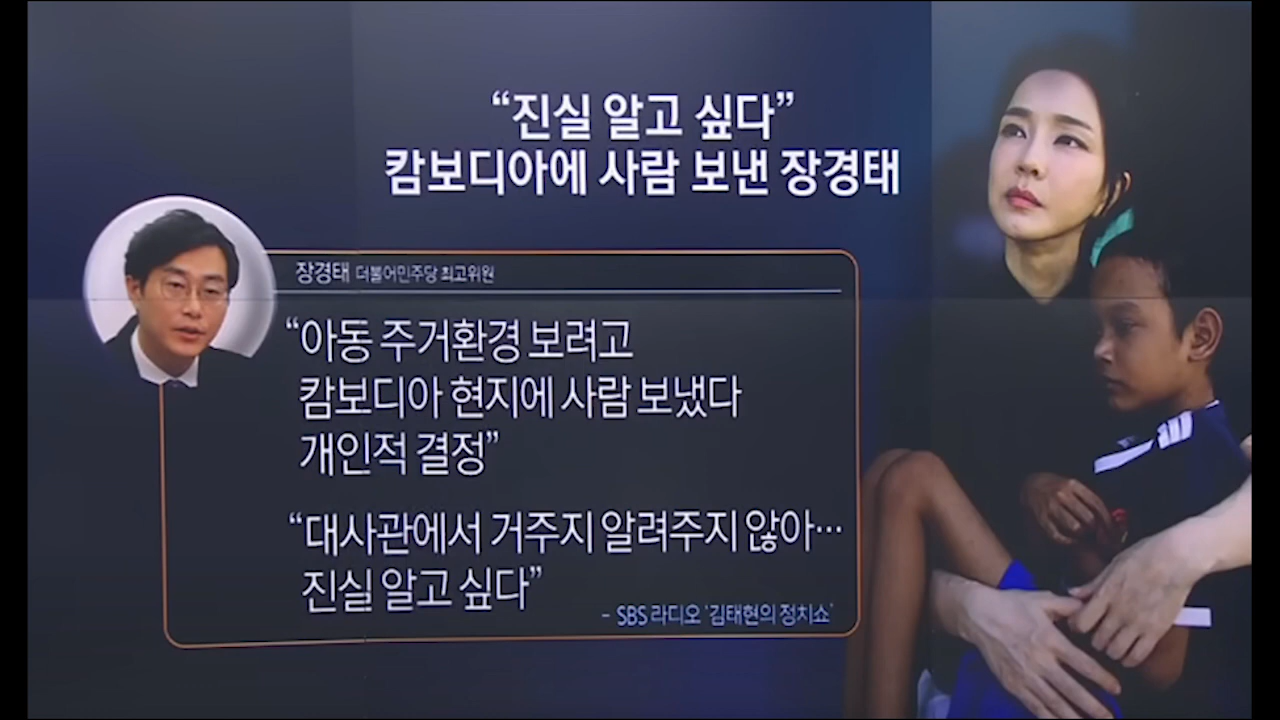 “진실 알고 싶다”
캄보디아에 사람 보낸 장경태
장경태 더불어민주당 최고위원
“아동 주거환경 보려고
캄보디아 현지에 사람 보냈다
개인적 결정”
“대사관에서 거주지 알려주지 않아…
진실 알고 싶다”
- SBS 라디오 ‘김태현의 정치쇼’